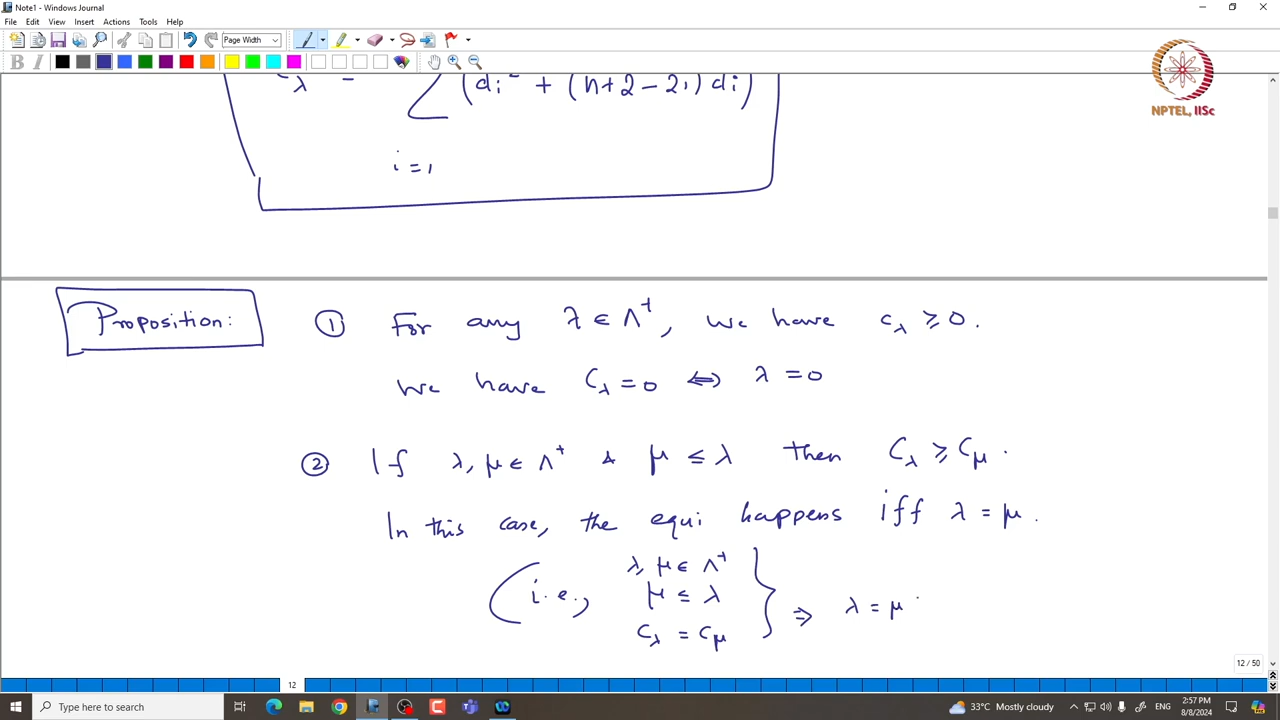 Note1 - Windows Journal
File Edit View Insert Actions Tools Help
Page Width
B I
NPTEL, IISc
c_λ = Σ (di² + (n+2-2i) di)
i=1
Proposition: ① For any λ ∈ Λ⁺, we have c_λ ≥ 0.
We have C_λ = 0 ⇔ λ = 0
② If λ, μ ∈ Λ⁺ & μ ≤ λ then C_λ ≥ C_μ.
In this case, the equi happens iff λ = μ.
(i.e., λ, μ ∈ Λ⁺
μ ≤ λ
C_λ = C_μ } ⇒ λ = μ.
12 / 50
12
Type here to search
33°C Mostly cloudy
2:57 PM
8/8/2024